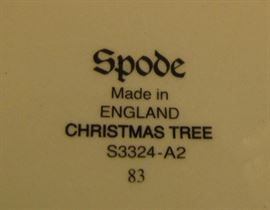 Spode
Made in
ENGLAND
CHRISTMAS TREE
S3324-A2
83